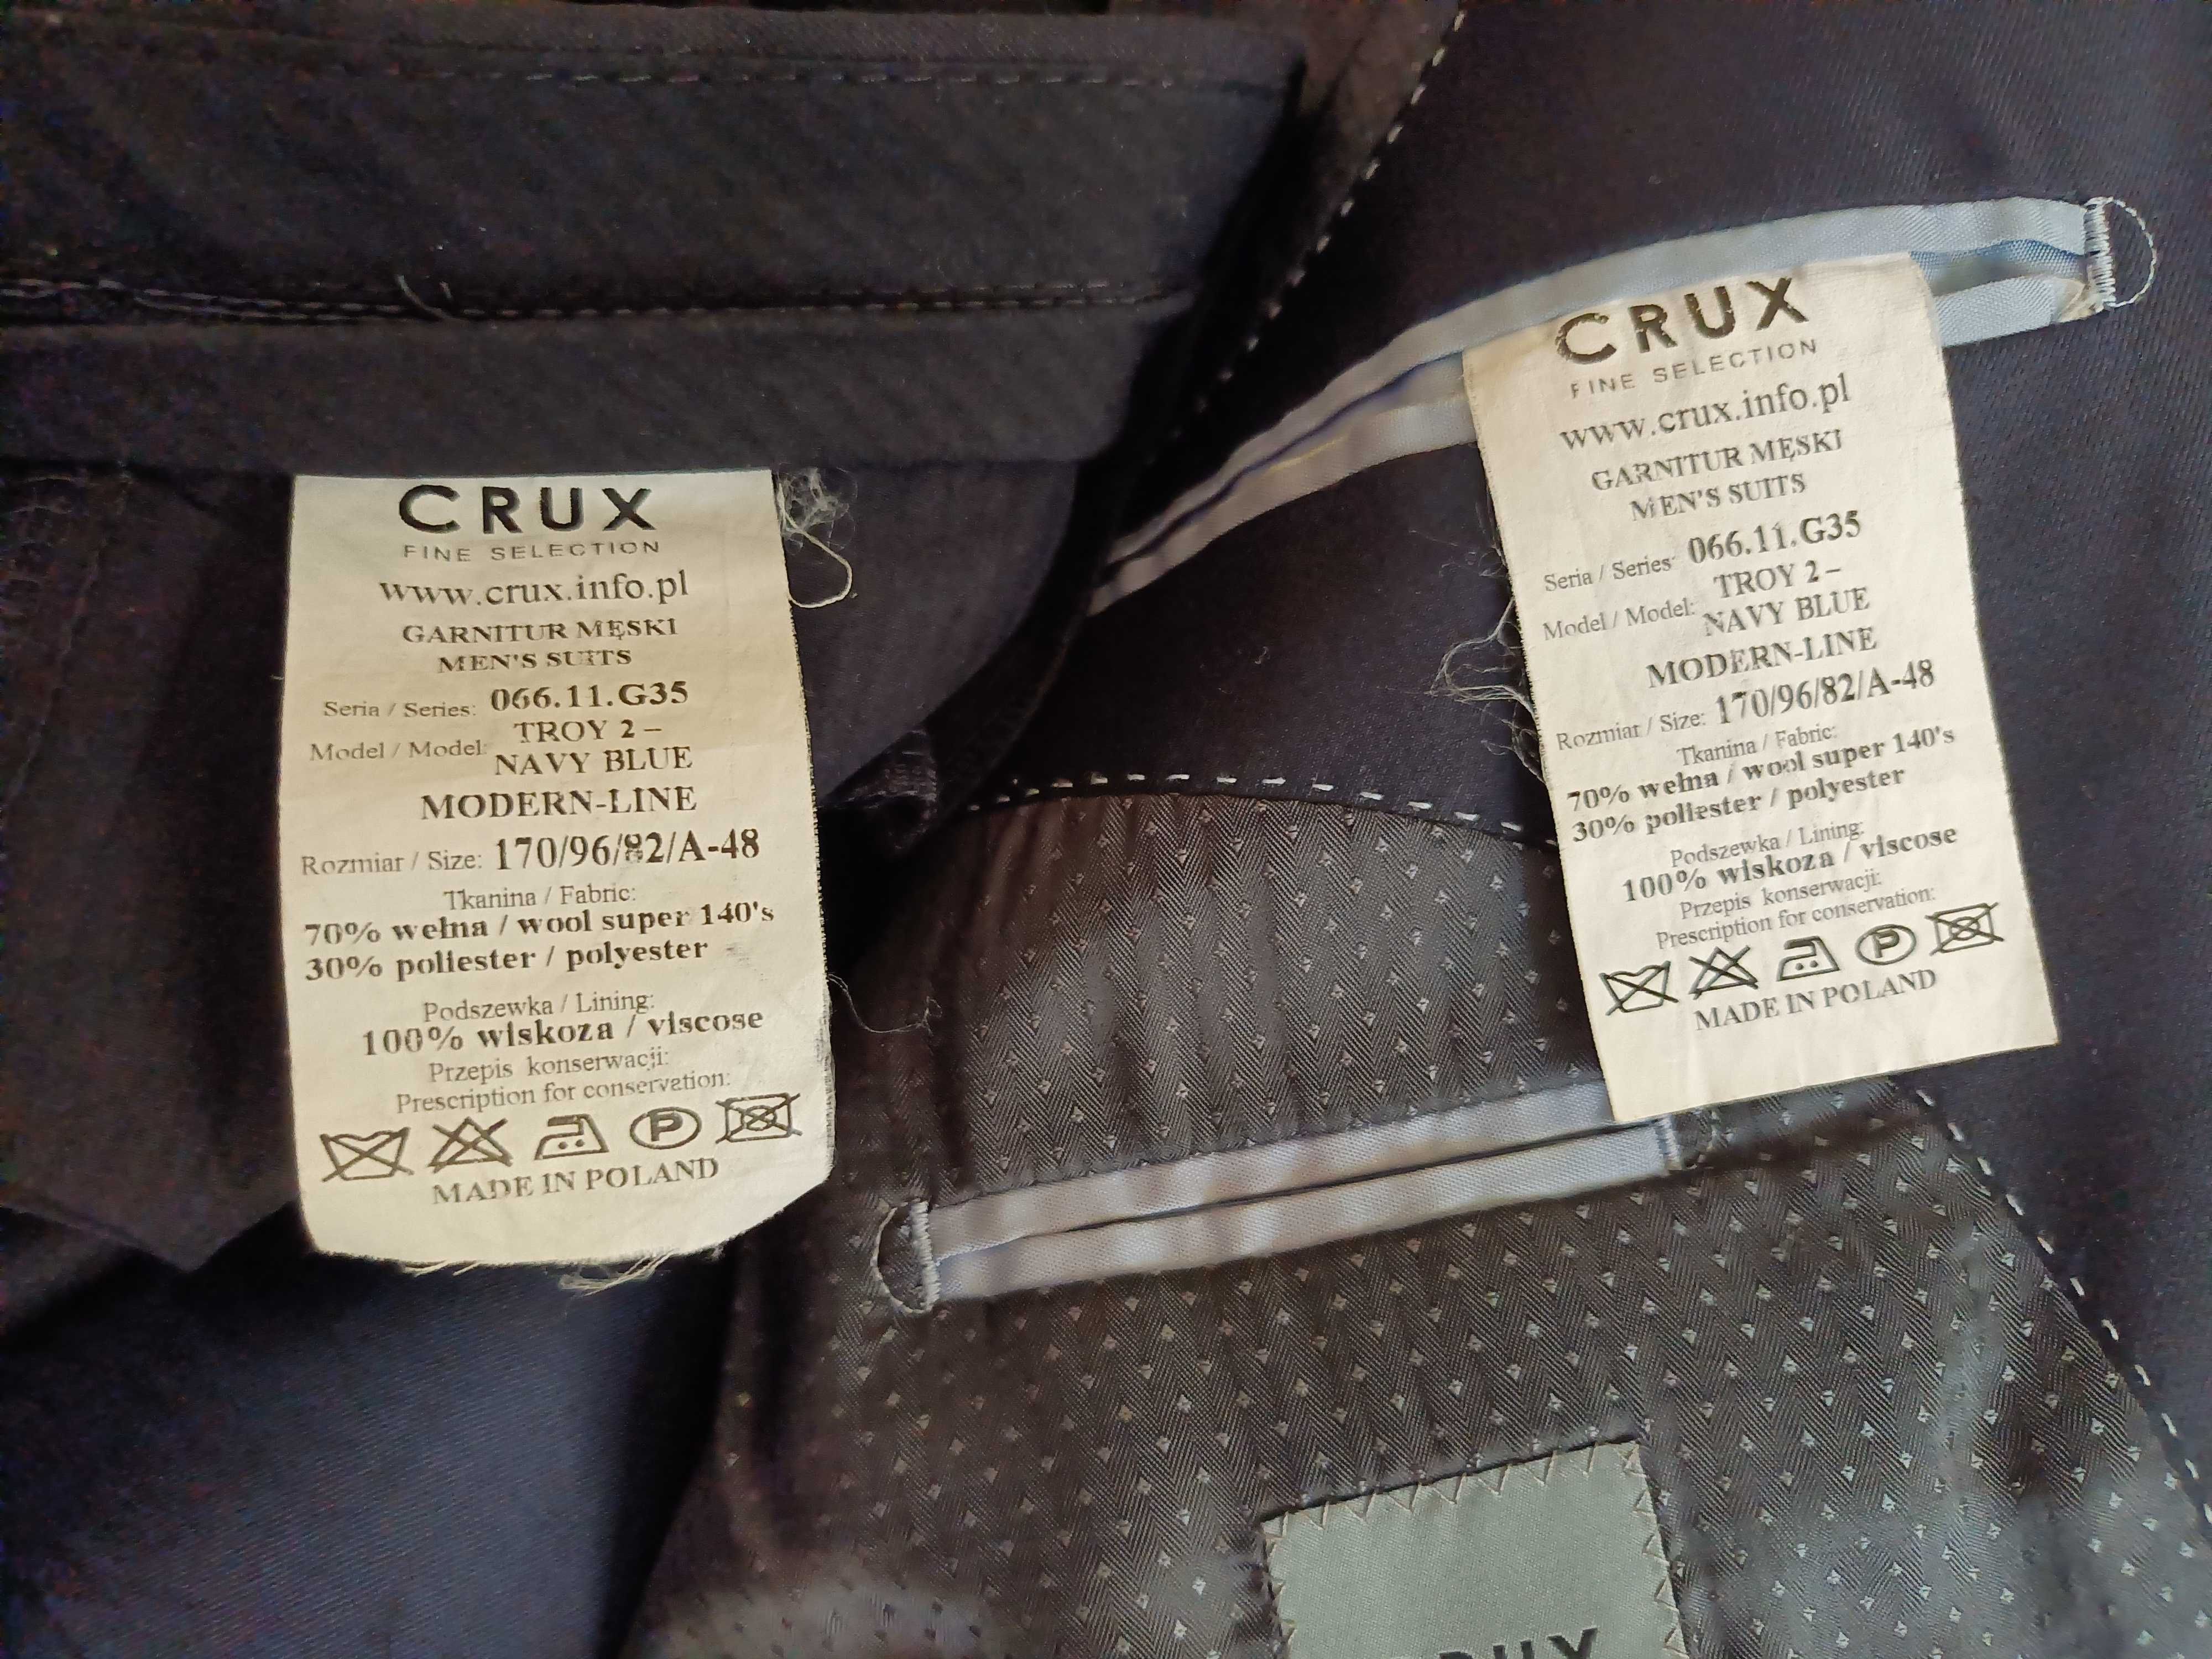 CRUX
FINE SELECTION
www.crux.info.pl
GARNITUR MĘSKI
MEN'S SUITS
Seria / Series: 066.11.G35
Model / Model: TROY 2 –
NAVY BLUE
MODERN-LINE
Rozmiar / Size: 170/96/82/A-48
Tkanina / Fabric:
70% wełna / wool super 140's
30% poliester / polyester
Podszewka / Lining:
100% wiskoza / viscose
Przepis konserwacji:
Prescription for conservation:
P
MADE IN POLAND
CRUX
FINE SELECTION
www.crux.info.pl
GARNITUR MĘSKI
MEN'S SUITS
Seria / Series: 066.11.G35
Model / Model: TROY 2 –
NAVY BLUE
MODERN-LINE
Rozmiar / Size: 170/96/82/A-48
Tkanina / Fabric:
70% wełna / wool super 140's
30% poliester / polyester
Podszewka / Lining:
100% wiskoza / viscose
Przepis konserwacji:
Prescription for conservation:
P
MADE IN POLAND
CRUX